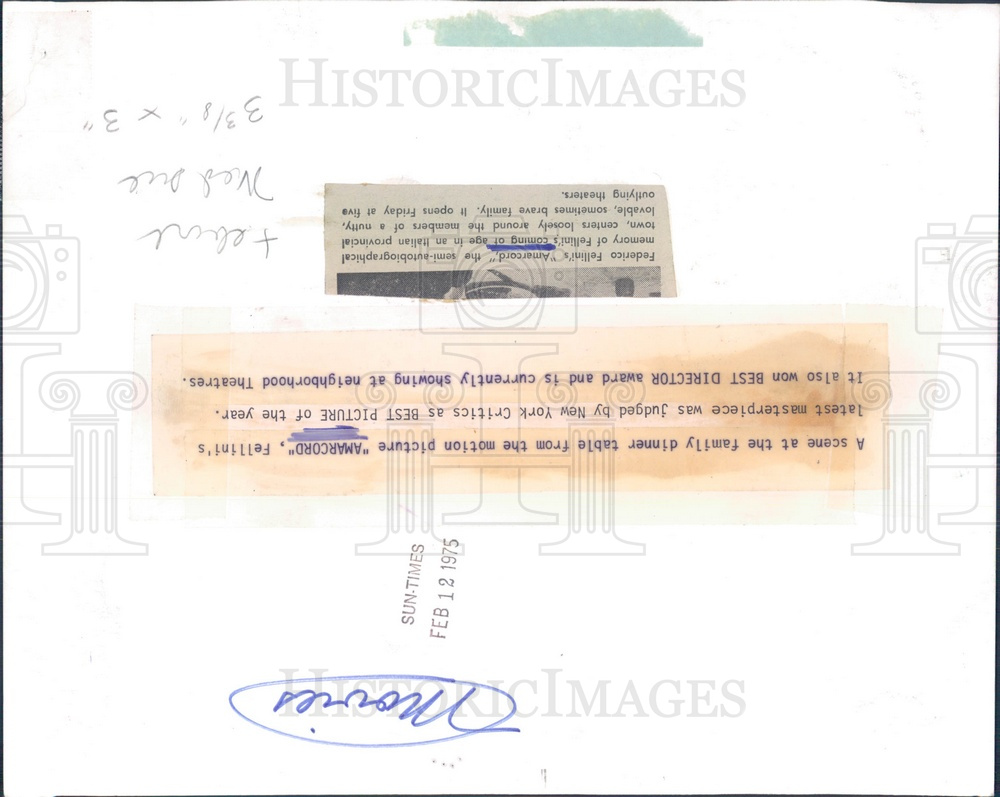 Movies
A scene at the family dinner table from the motion picture "AMARCORD", Fellini's
latest masterpiece was judged by New York Critics as BEST PICTURE of the year.
It also won BEST DIRECTOR award and is currently showing at neighborhood Theatres.
Federico Fellini's "Amarcord," the semi-autobiographical
memory of Fellini's coming of age in an Italian provincial
town, centers loosely around the members of a nutty,
lovable, sometimes brave family. It opens Friday at five
outlying theaters.
3 3/8" x 3"
SUN-TIMES
FEB 12 1975
HISTORICIMAGES
HISTORICIMAGES